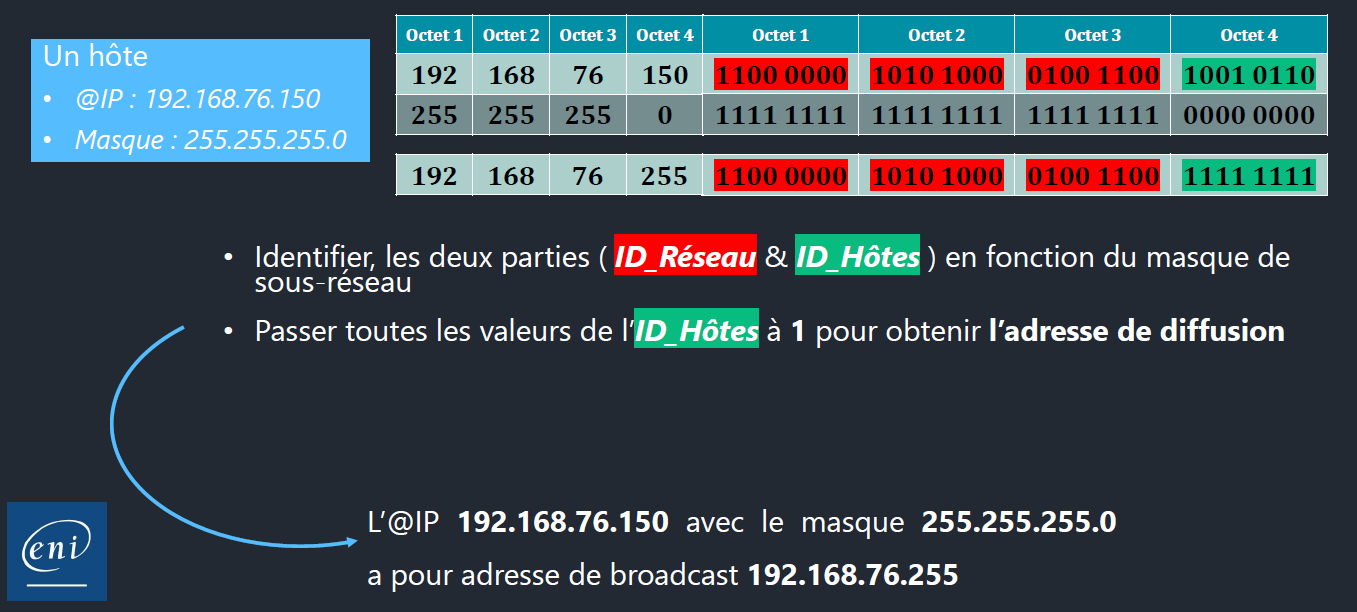 Un hôte
• @IP : 192.168.76.150
• Masque : 255.255.255.0
Octet 1 Octet 2 Octet 3 Octet 4 Octet 1 Octet 2 Octet 3 Octet 4
192 168 76 150 1100 0000 1010 1000 0100 1100 1001 0110
255 255 255 0 1111 1111 1111 1111 1111 1111 0000 0000
192 168 76 255 1100 0000 1010 1000 0100 1100 1111 1111
• Identifier, les deux parties ( ID_Réseau & ID_Hôtes ) en fonction du masque de
sous-réseau
• Passer toutes les valeurs de l’ID_Hôtes à 1 pour obtenir l’adresse de diffusion
L’@IP 192.168.76.150 avec le masque 255.255.255.0
a pour adresse de broadcast 192.168.76.255
eni